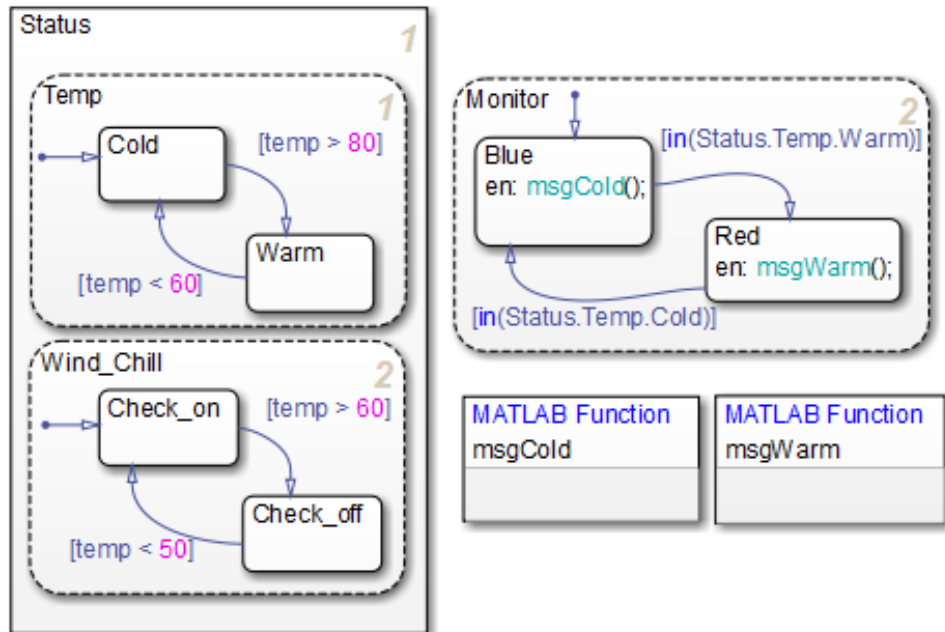 Status
1
Temp
1
Cold
[temp > 80]
Warm
[temp < 60]
Wind_Chill
2
Check_on
[temp > 60]
Check_off
[temp < 50]
Monitor
2
[in(Status.Temp.Warm)]
Blue
en: msgCold();
Red
en: msgWarm();
[in(Status.Temp.Cold)]
MATLAB Function
msgCold
MATLAB Function
msgWarm